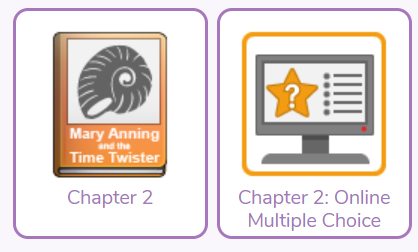 Mary Anning
and the
Time Twister
Chapter 2
?
Chapter 2: Online
Multiple Choice